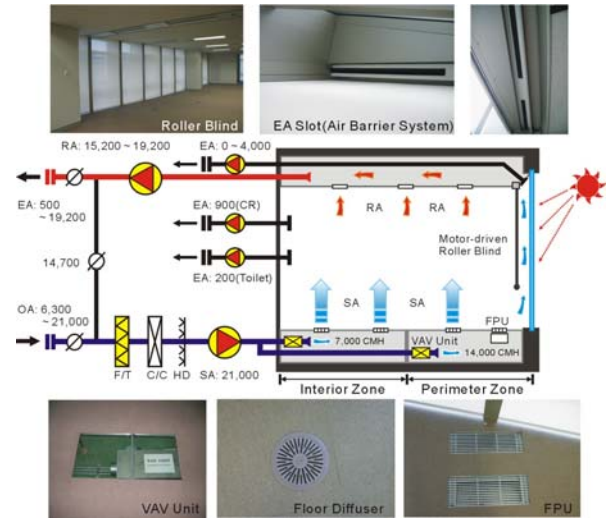 Roller Blind
EA Slot(Air Barrier System)
RA: 15,200 ~ 19,200
EA: 0 ~ 4,000
EA: 500
~ 19,200
EA: 900(CR)
RA RA
Motor-driven
Roller Blind
14,700
EA: 200(Toilet)
SA SA
OA: 6,300
~ 21,000
FPU
7,000 CMH
VAV Unit
14,000 CMH
F/T C/C HD SA: 21,000
Interior Zone Perimeter Zone
VAV Unit
Floor Diffuser
FPU